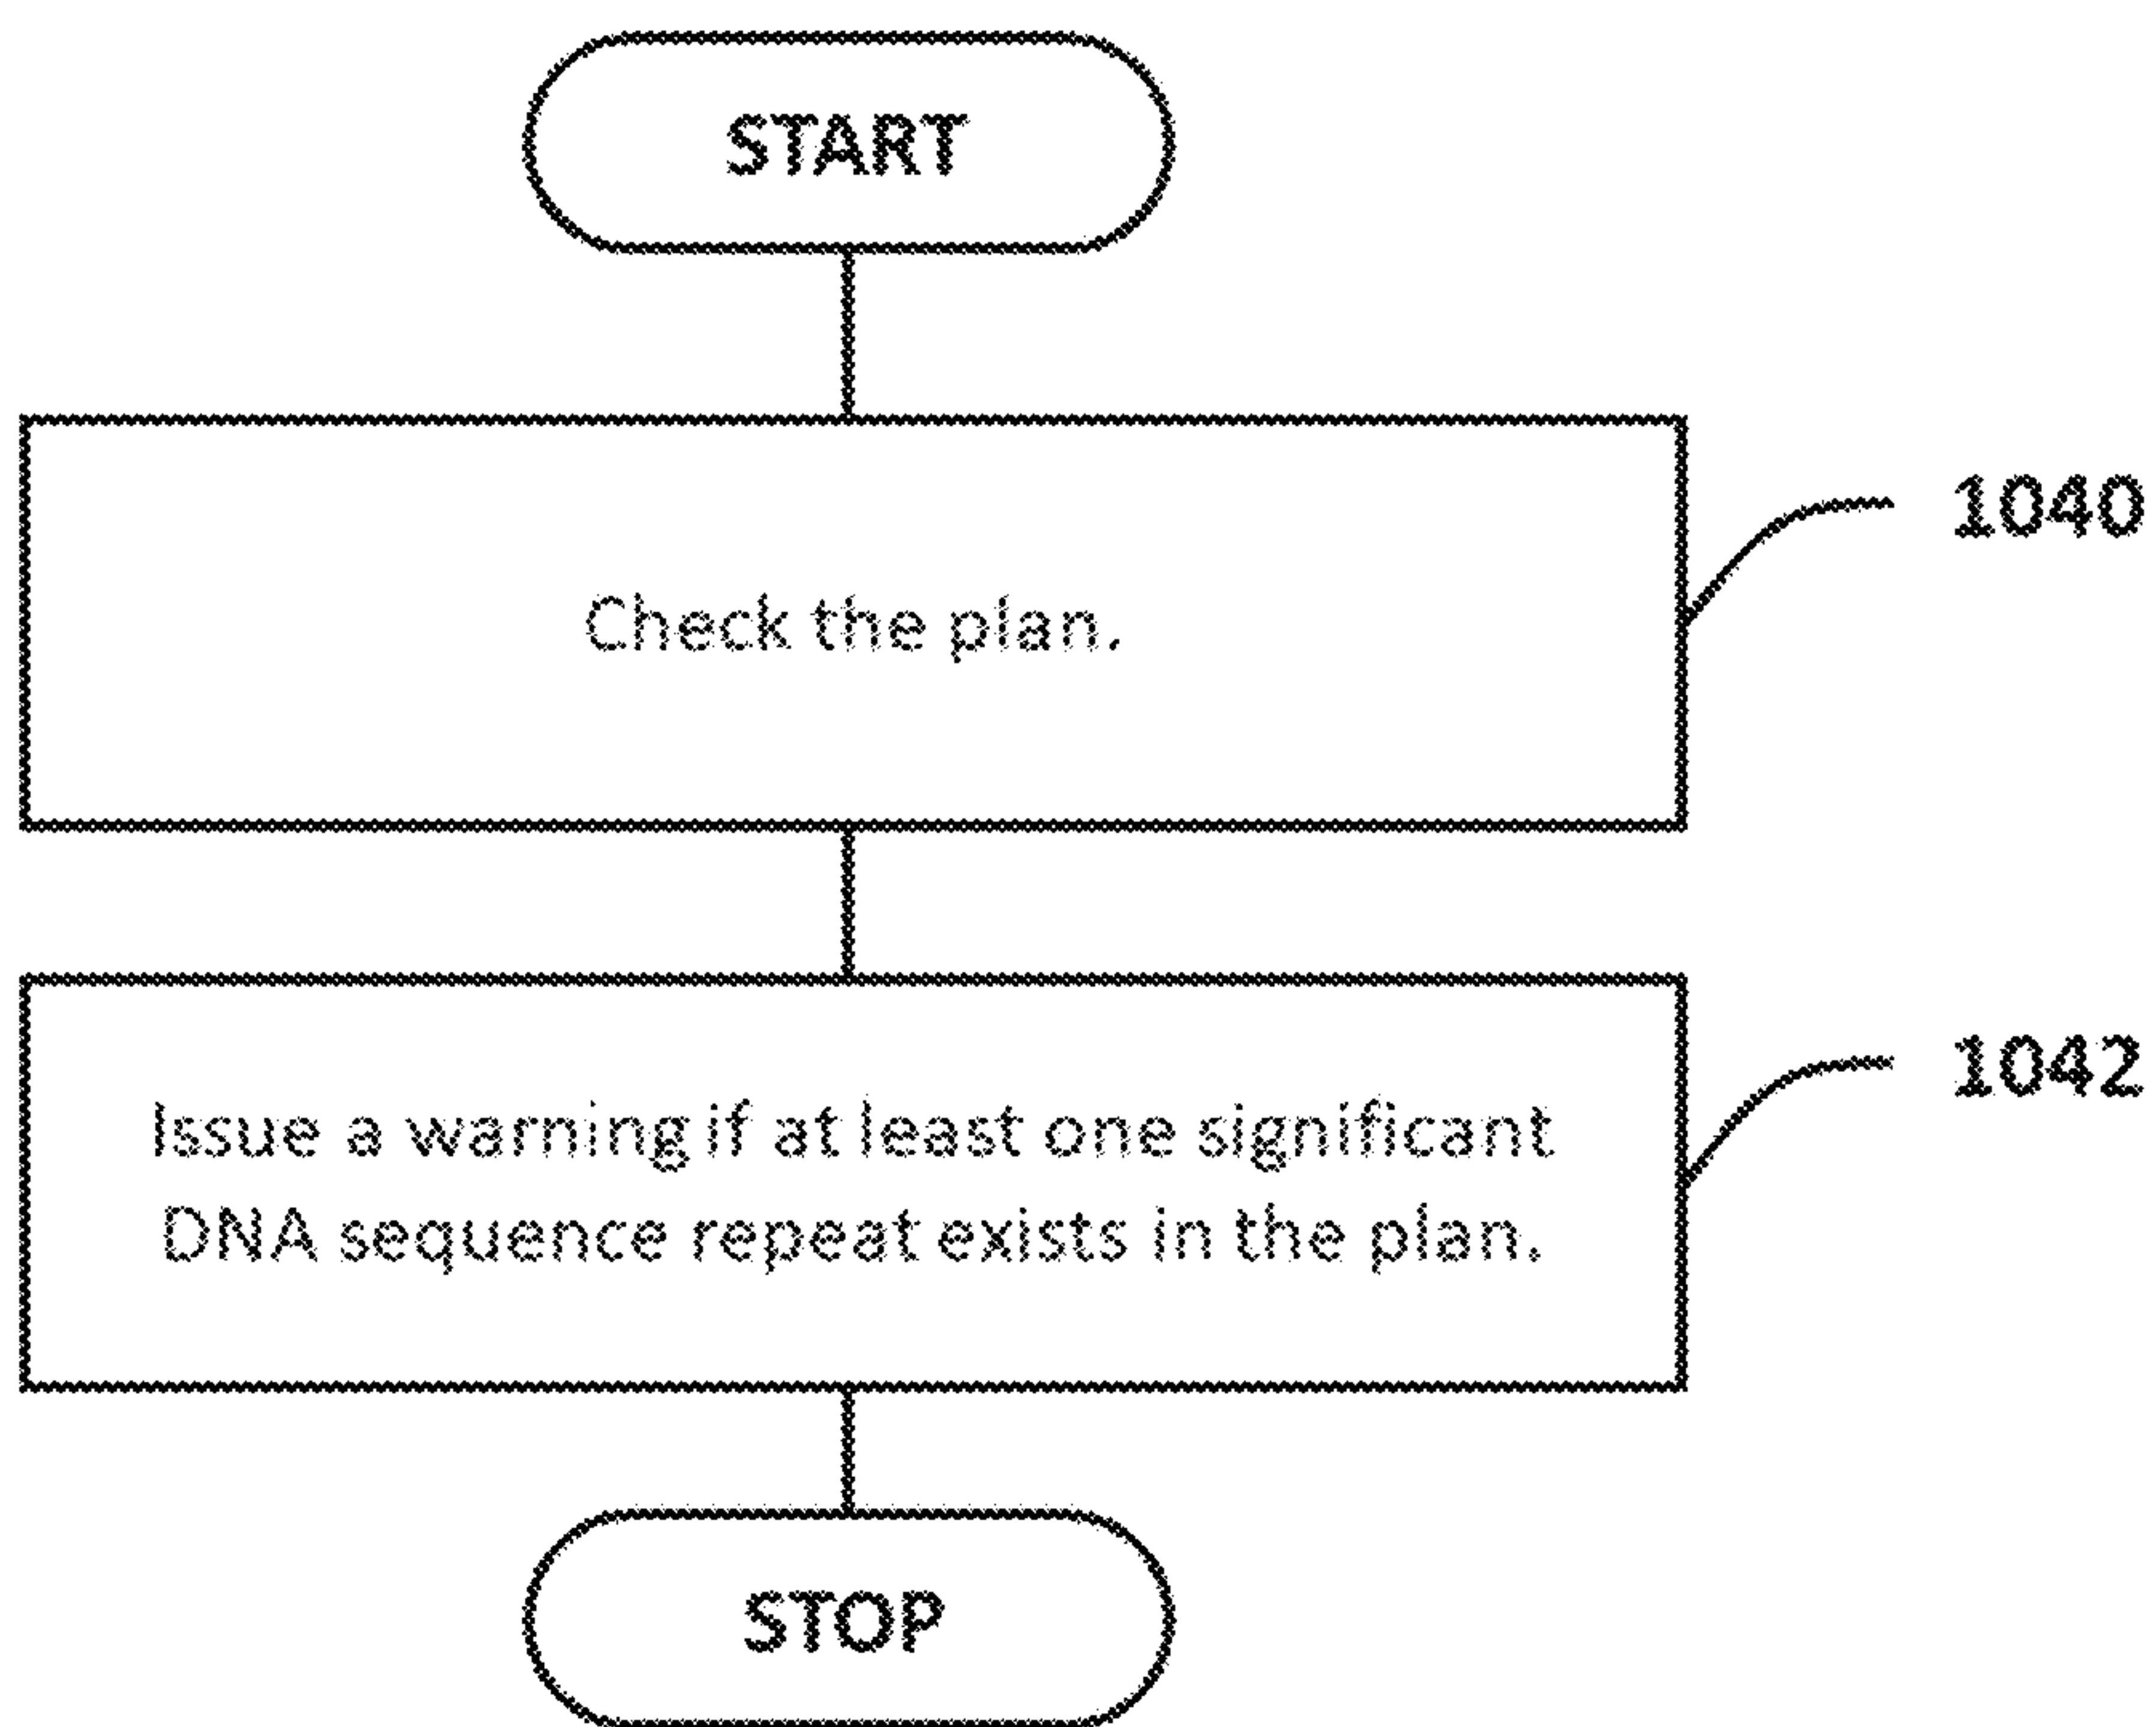 START
1040
Check the plan.
1042
Issue a warning if at least one significant
DNA sequence repeat exists in the plan.
STOP